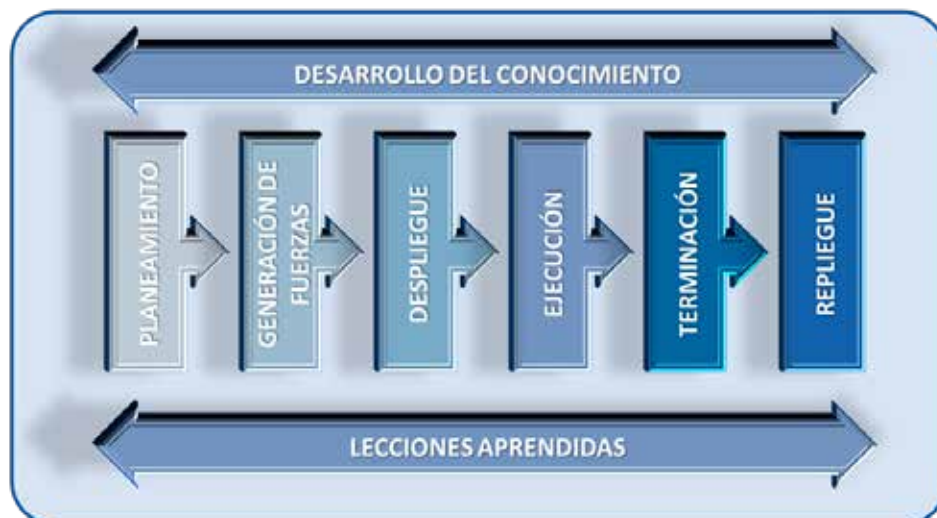 DESARROLLO DEL CONOCIMIENTO
PLANEAMIENTO
GENERACIÓN DE
FUERZAS
DESPLIEGUE
EJECUCIÓN
TERMINACIÓN
REPLIEGUE
LECCIONES APRENDIDAS